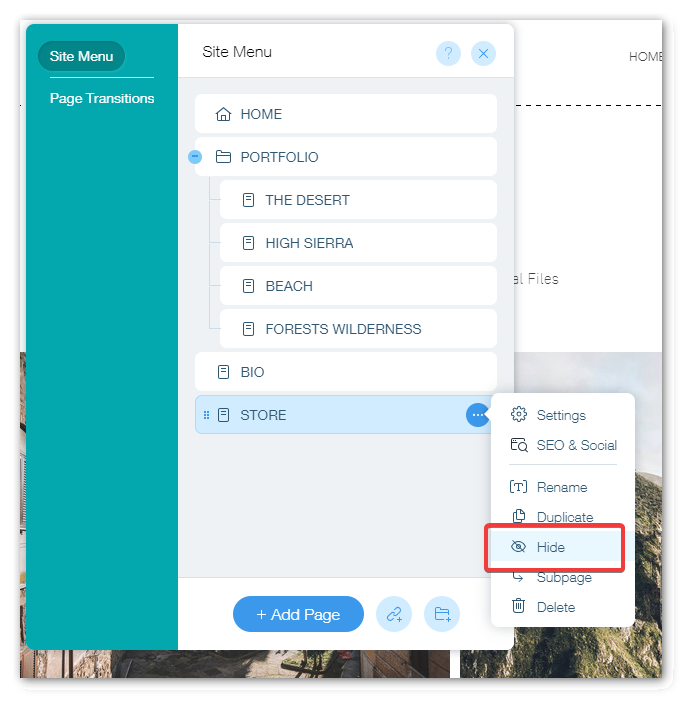 Site Menu
Page Transitions
Site Menu
?
HOME
HOME
PORTFOLIO
THE DESERT
HIGH SIERRA
BEACH
FORESTS WILDERNESS
BIO
STORE
al Files
Settings
SEO & Social
Rename
Duplicate
Hide
Subpage
Delete
+ Add Page